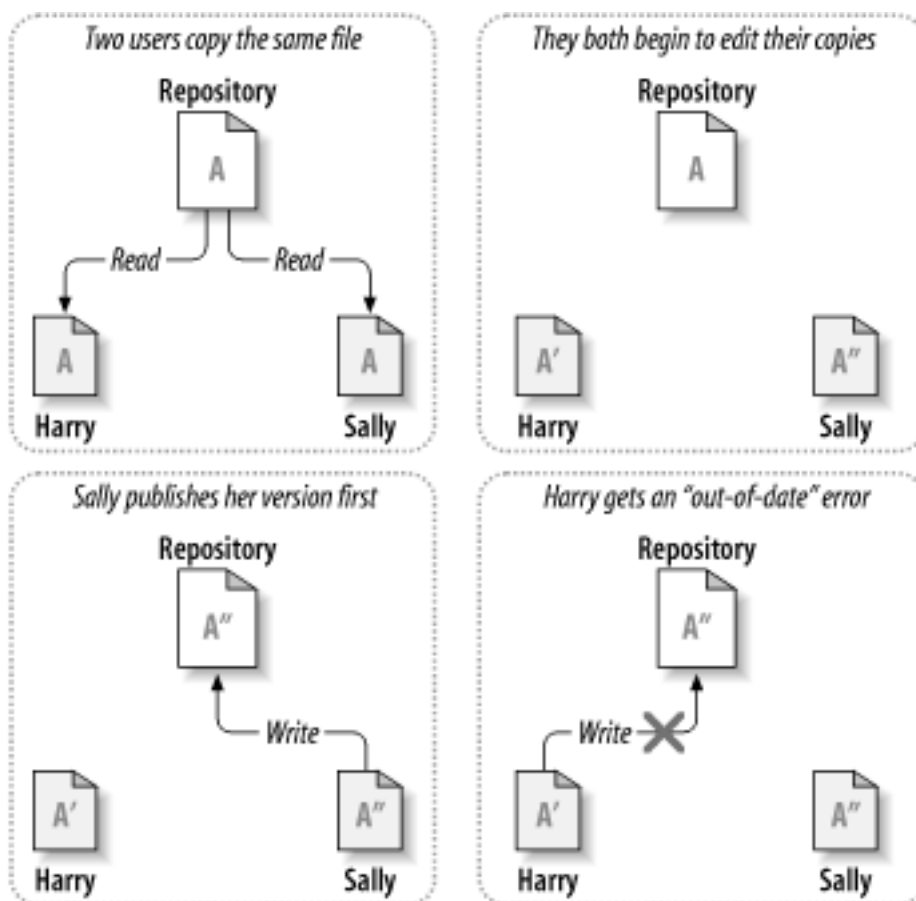 Two users copy the same file
Repository
A
Read Read
A A
Harry Sally
They both begin to edit their copies
Repository
A
A′ A″
Harry Sally
Sally publishes her version first
Repository
A″
Write
A′ A″
Harry Sally
Harry gets an “out-of-date” error
Repository
A″
Write
A′ A″
Harry Sally